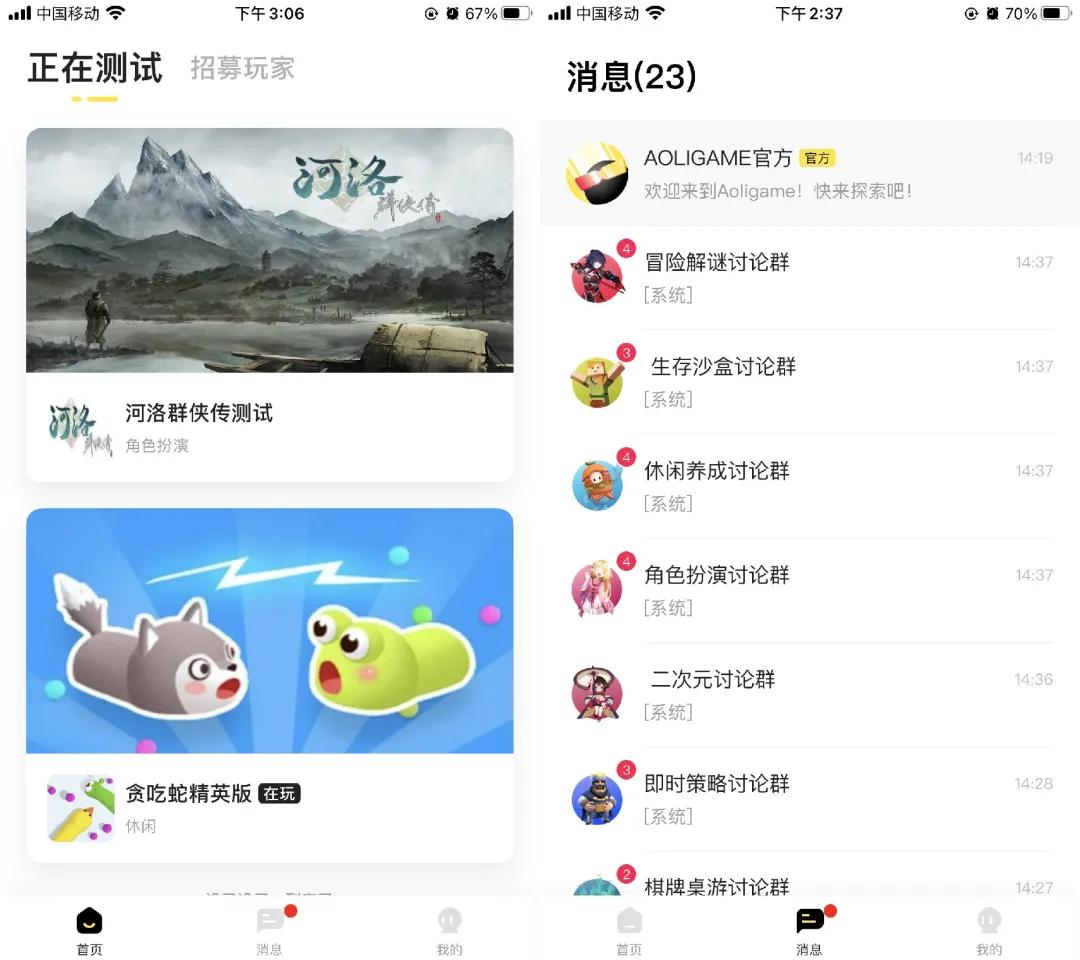 中国移动
下午3:06
67%
正在测试
招募玩家
河洛
群侠传
河洛
群侠传
河洛群侠传测试
角色扮演
贪吃蛇精英版 在玩
休闲
首页
消息
我的
中国移动
下午2:37
70%
消息(23)
AOLIGAME官方 官方
14:19
欢迎来到Aoligame！快来探索吧！
4
冒险解谜讨论群
14:37
[系统]
3
生存沙盒讨论群
14:37
[系统]
4
休闲养成讨论群
14:37
[系统]
4
角色扮演讨论群
14:37
[系统]
二次元讨论群
14:36
[系统]
3
即时策略讨论群
14:28
[系统]
2
棋牌桌游讨论群
14:27
首页
消息
我的